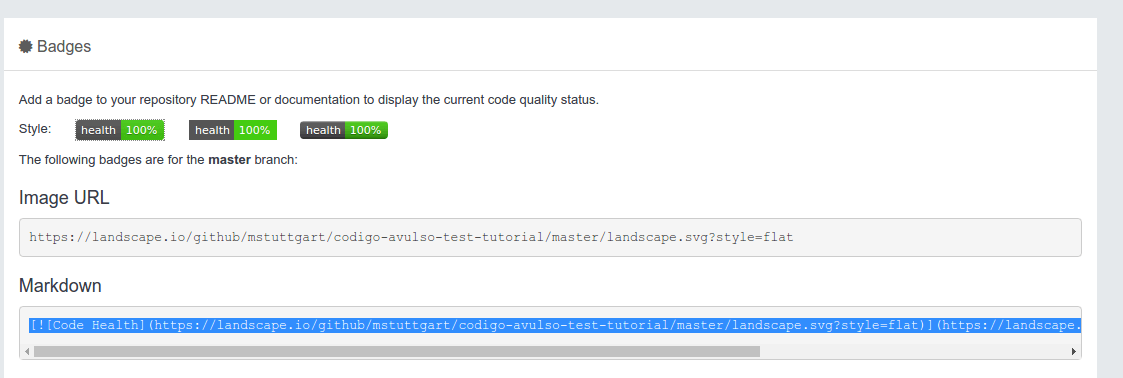 Badges
Add a badge to your repository README or documentation to display the current code quality status.
Style: health 100% health 100% health 100%
The following badges are for the master branch:
Image URL
https://landscape.io/github/mstuttgart/codigo-avulso-test-tutorial/master/landscape.svg?style=flat
Markdown
[![Code Health](https://landscape.io/github/mstuttgart/codigo-avulso-test-tutorial/master/landscape.svg?style=flat)](https://landscape.